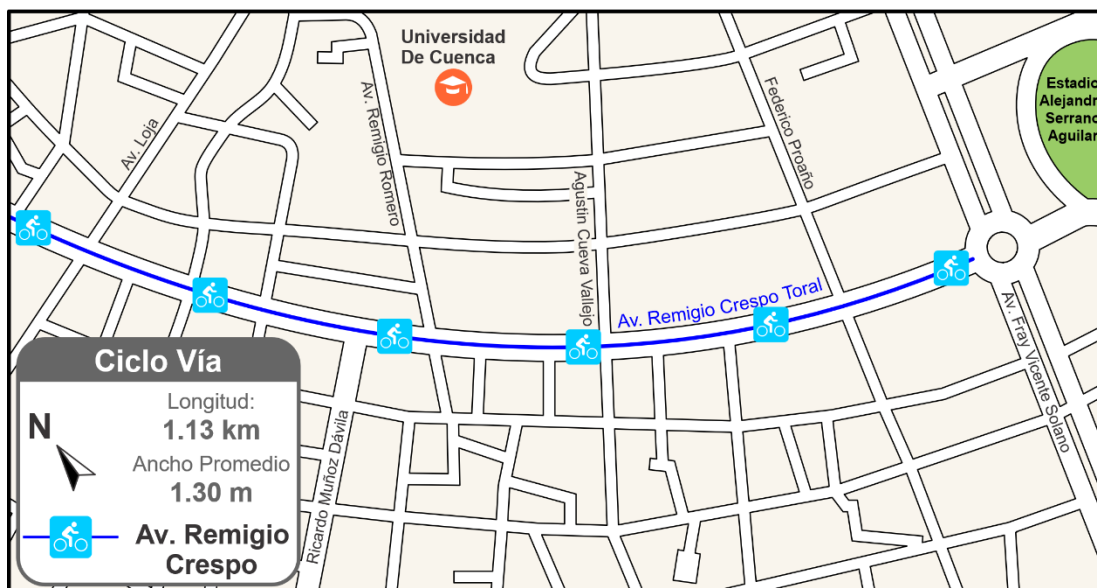 Universidad
De Cuenca
Estadio
Alejandr
Serrano
Aguilar
Av. Loja
Av. Remigio Romero
Agustin Cueva Vallejo
Federico Proaño
Av. Remigio Crespo Toral
Av. Fray Vicente Solano
Ricardo Muñoz Dávila
Ciclo Vía
N
Longitud:
1.13 km
Ancho Promedio
1.30 m
Av. Remigio
Crespo